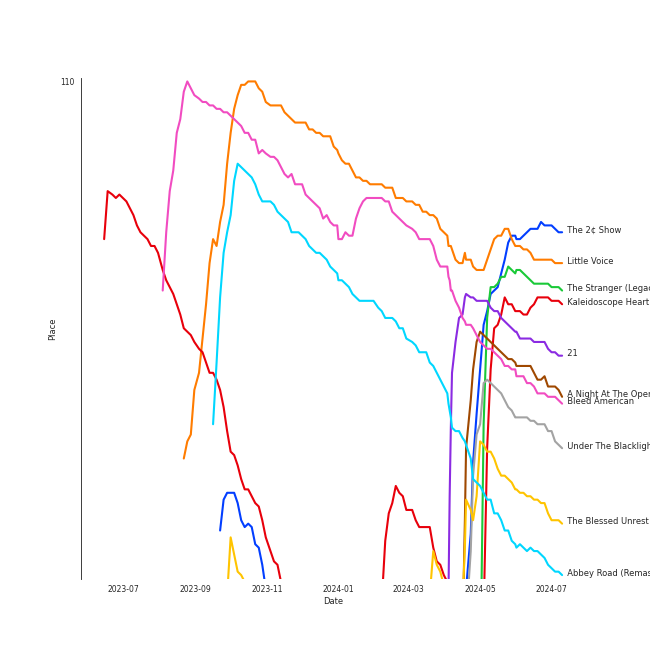 110
The 2¢ Show
Little Voice
The Stranger (Legac
Kaleidoscope Heart
21
A Night At The Oper
Bleed American
Under The Blackligh
The Blessed Unrest
Abbey Road (Remas
Place
2023-07 2023-09 2023-11 2024-01 2024-03 2024-05 2024-07
Date